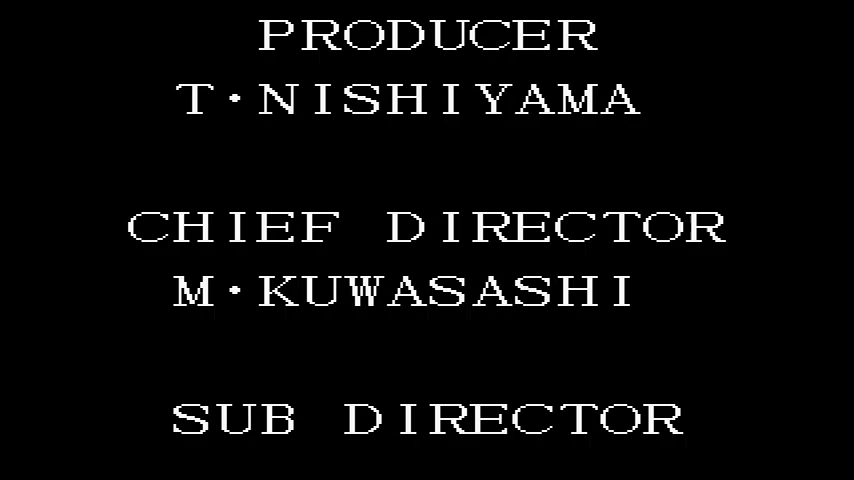 PRODUCER
T・NISHIYAMA
CHIEF DIRECTOR
M・KUWASASHI
SUB DIRECTOR